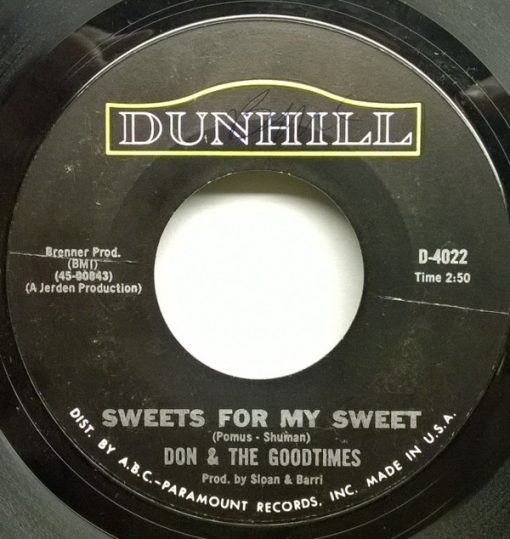 DUNHILL
Brenner Prod.
(BMI)
(45-00843)
(A Jerden Production)
D-4022
Time 2:50
SWEETS FOR MY SWEET
(Pomus - Shuman)
DON & THE GOODTIMES
Prod. by Sloan & Barri
DIST. BY A.B.C.-PARAMOUNT RECORDS, INC. MADE IN U.S.A.